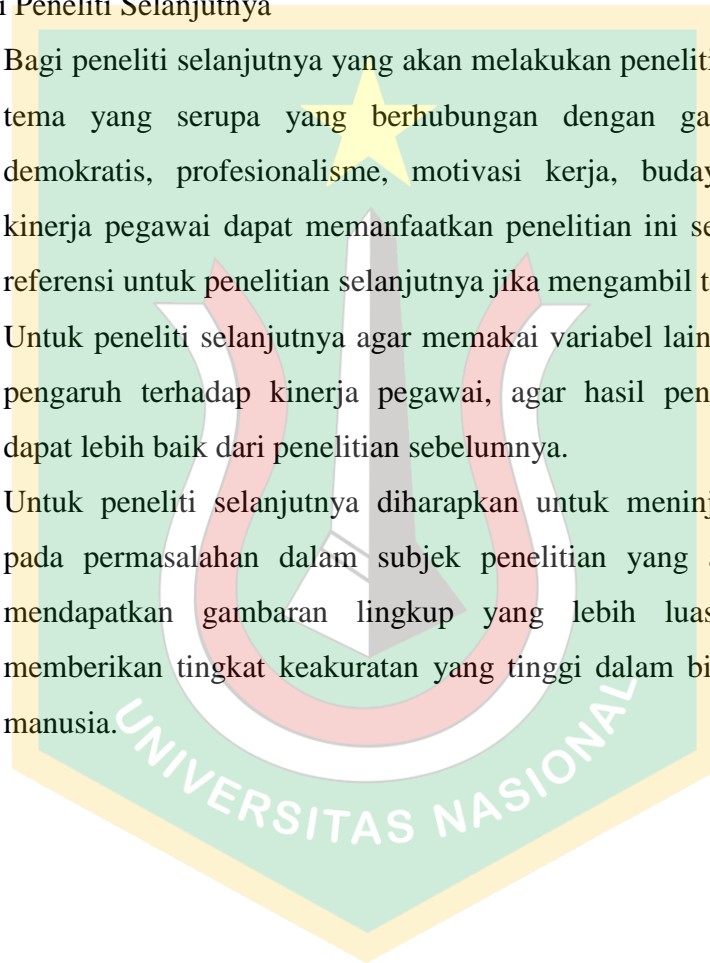 i Peneliti Selanjutnya
Bagi peneliti selanjutnya yang akan melakukan peneliti
tema yang serupa yang berhubungan dengan ga
demokratis, profesionalisme, motivasi kerja, buday
kinerja pegawai dapat memanfaatkan penelitian ini se
referensi untuk penelitian selanjutnya jika mengambil t
Untuk peneliti selanjutnya agar memakai variabel lain
pengaruh terhadap kinerja pegawai, agar hasil pen
dapat lebih baik dari penelitian sebelumnya.
Untuk peneliti selanjutnya diharapkan untuk meninj
pada permasalahan dalam subjek penelitian yang a
mendapatkan gambaran lingkup yang lebih luas
memberikan tingkat keakuratan yang tinggi dalam bi
manusia.
UNIVERSITAS NASIONAL